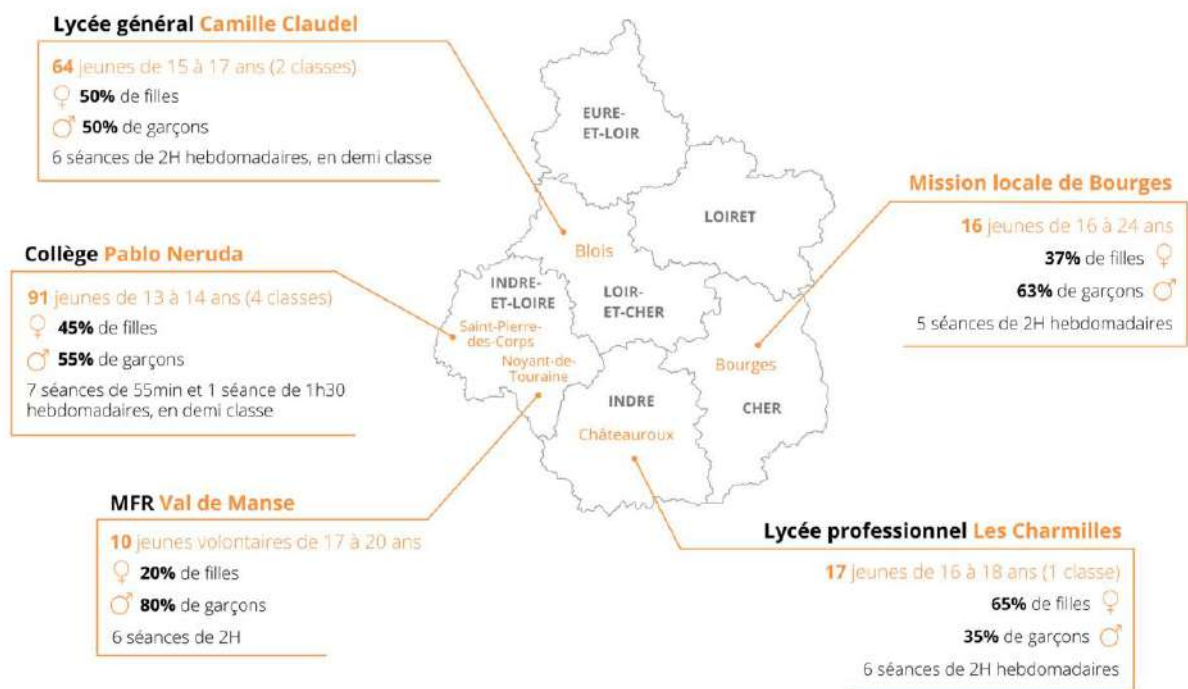 Lycée général Camille Claudel
64 jeunes de 15 à 17 ans (2 classes)
50% de filles
50% de garçons
6 séances de 2H hebdomadaires, en demi classe
EURE-
ET-LOIR
LOIRET
Mission locale de Bourges
16 jeunes de 16 à 24 ans
37% de filles
63% de garçons
5 séances de 2H hebdomadaires
Blois
Collège Pablo Neruda
91 jeunes de 13 à 14 ans (4 classes)
45% de filles
55% de garçons
7 séances de 55min et 1 séance de 1h30
hebdomadaires, en demi classe
INDRE-
ET-LOIRE
Saint-Pierre-
des-Corps
Noyant-de-
Touraine
LOIR-
ET-CHER
Bourges
CHER
INDRE
Châteauroux
MFR Val de Manse
10 jeunes volontaires de 17 à 20 ans
20% de filles
80% de garçons
6 séances de 2H
Lycée professionnel Les Charmilles
17 jeunes de 16 à 18 ans (1 classe)
65% de filles
35% de garçons
6 séances de 2H hebdomadaires